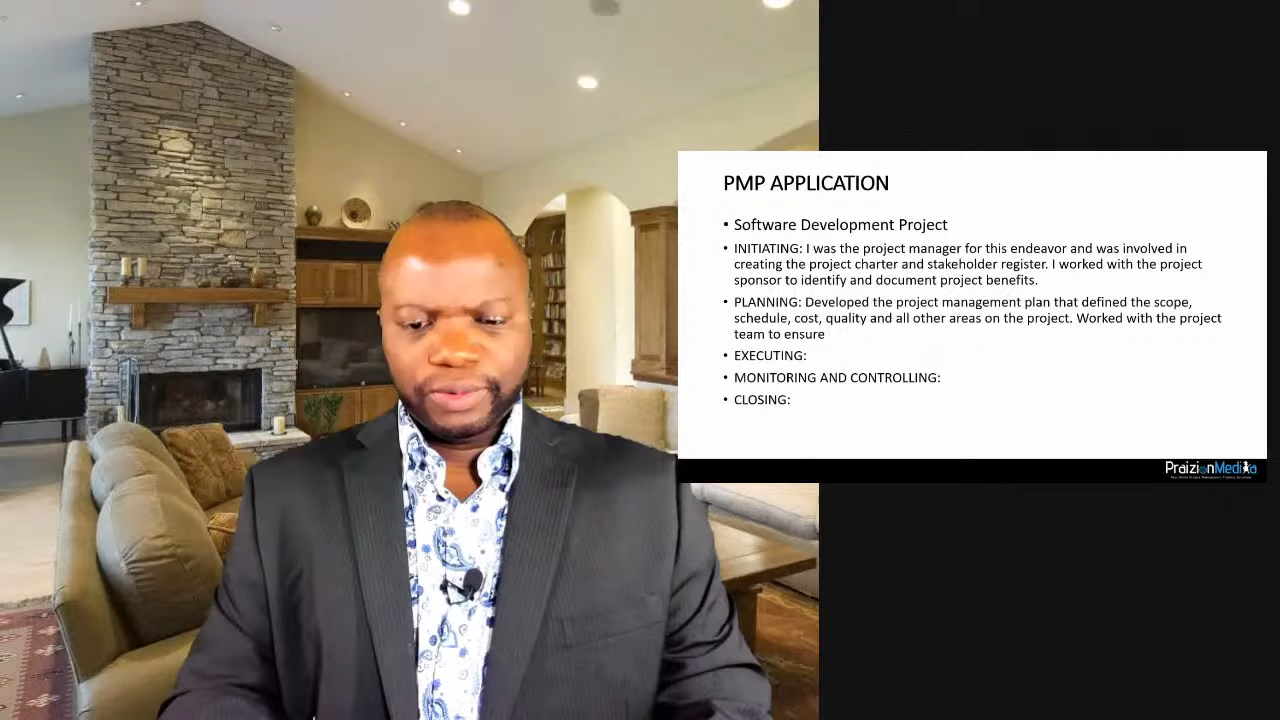 PMP APPLICATION
• Software Development Project
• INITIATING: I was the project manager for this endeavor and was involved in
creating the project charter and stakeholder register. I worked with the project
sponsor to identify and document project benefits.
• PLANNING: Developed the project management plan that defined the scope,
schedule, cost, quality and all other areas on the project. Worked with the project
team to ensure
• EXECUTING:
• MONITORING AND CONTROLLING:
• CLOSING:
PraizionMedia